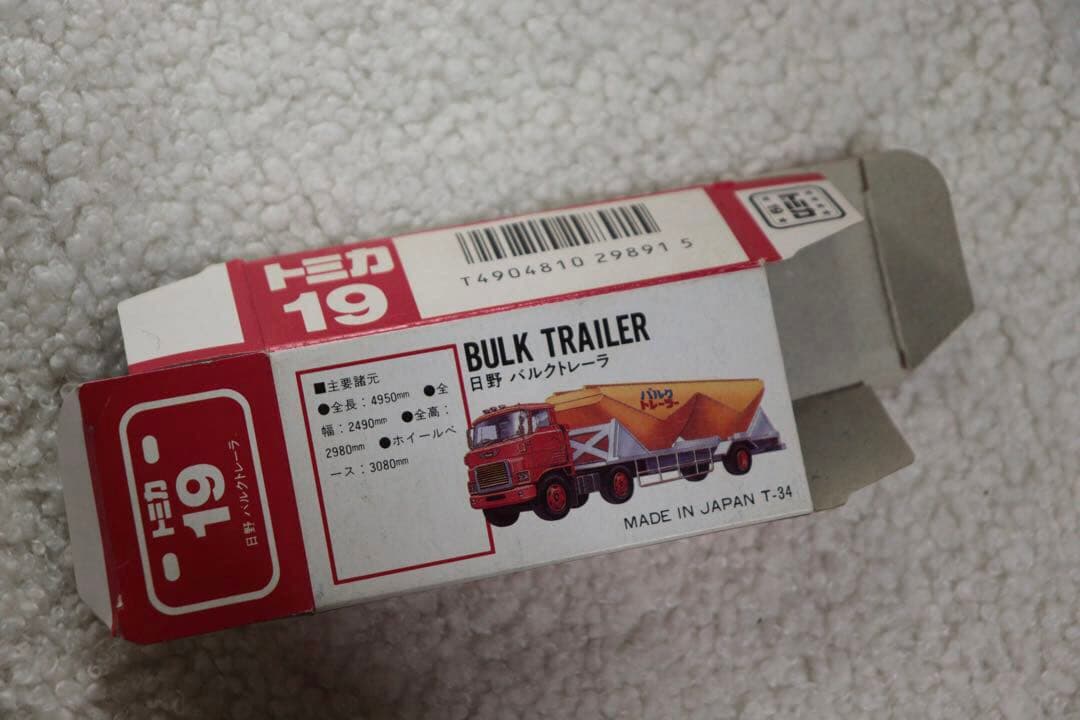 トミカ
19
T4904810 29891 5
BULK TRAILER
日野 バルクトレーラ
■主要諸元
●全長：4950mm ●全
幅：2490mm ●全高：
2980mm ●ホイールベ
ース：3080mm
バルク
トレーラー
MADE IN JAPAN T-34
トミカ
19
日野 バルクトレーラ